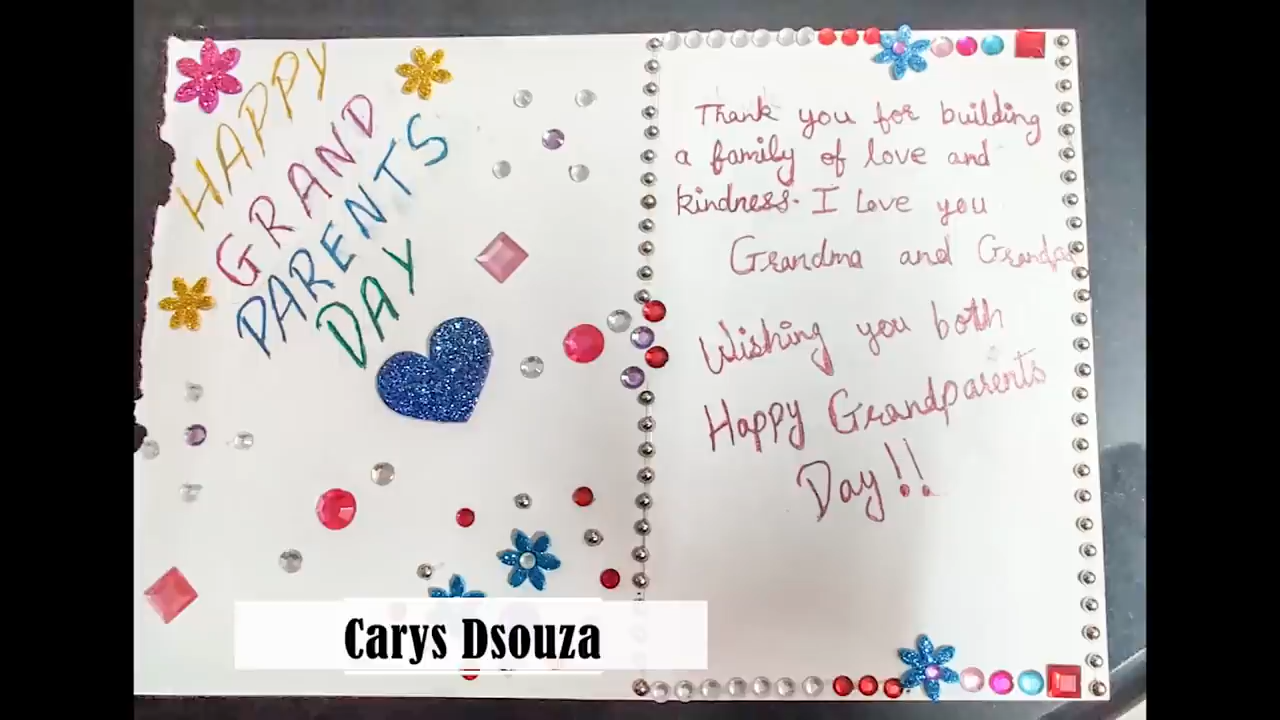 HAPPY
GRAND
PARENTS
DAY
Thank you for building
a family of love and
kindness. I Love you
Grandma and Grandpa
Wishing you both
Happy Grandparents
Day!!
Carys Dsouza